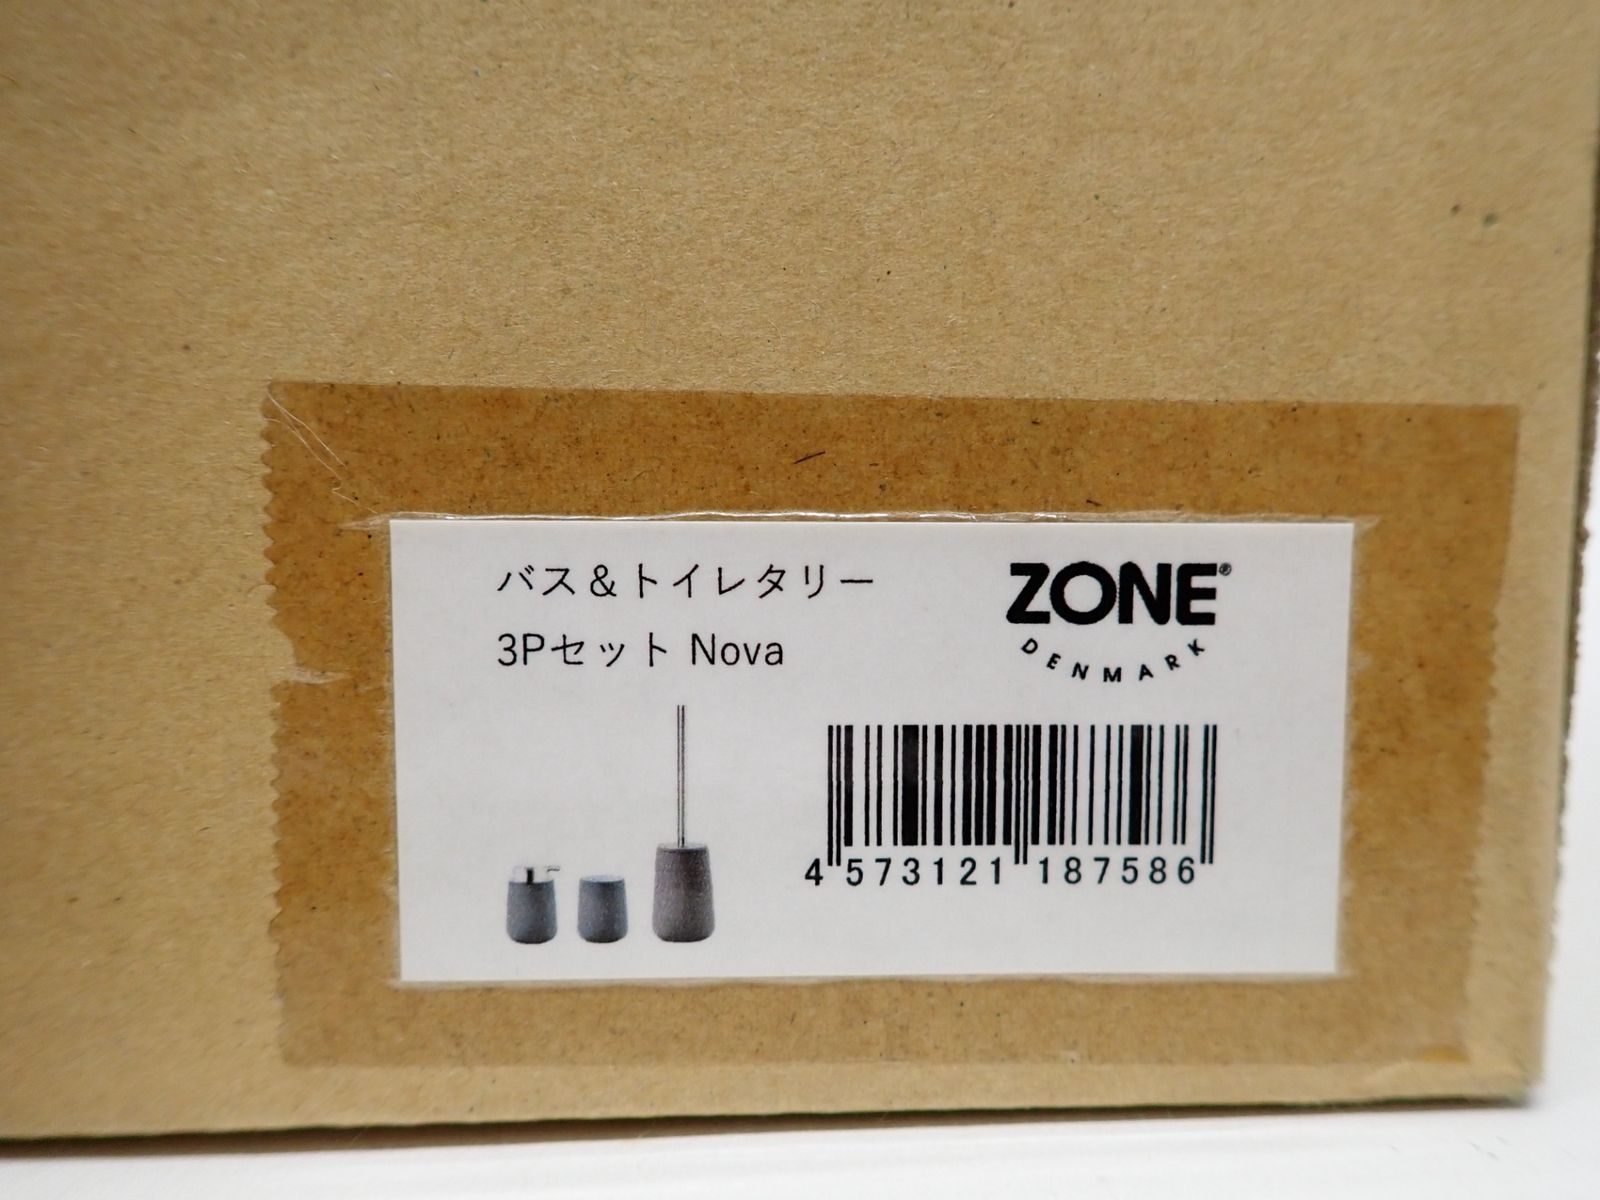 バス＆トイレタリー
3Pセット Nova
ZONE®
DENMARK
4 573121 187586